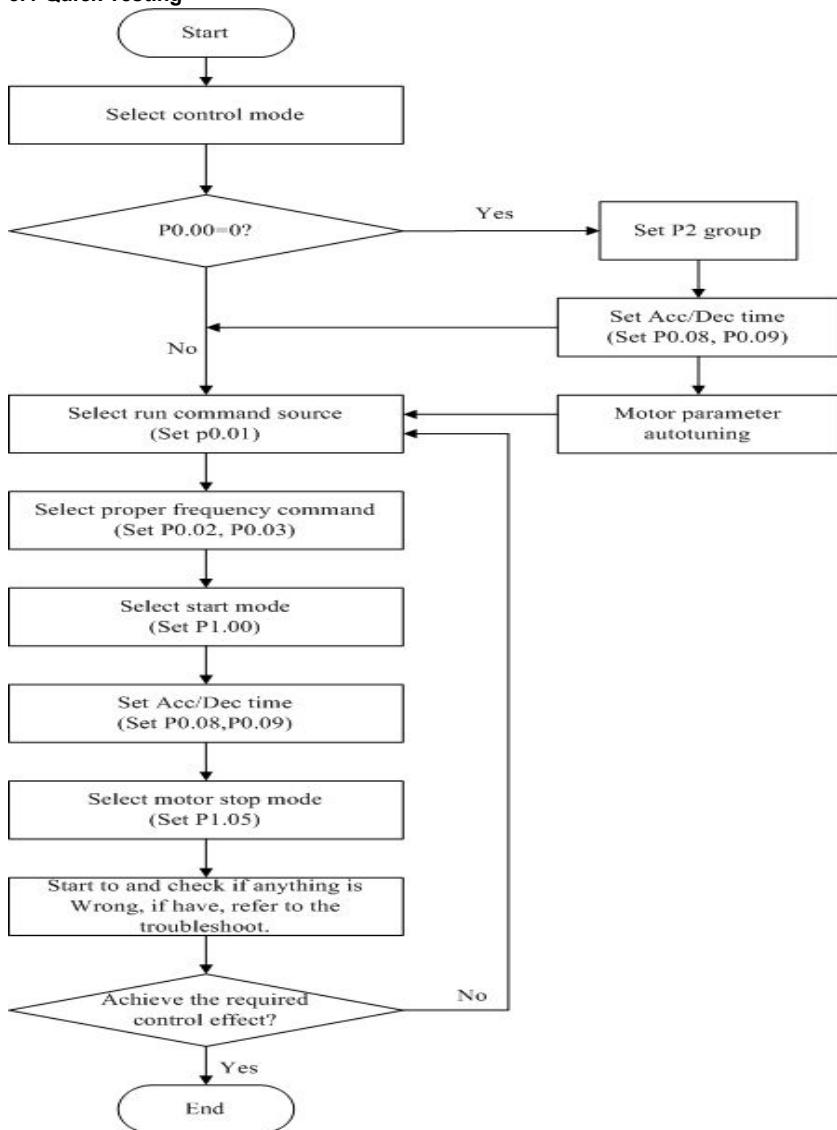 Start
Select control mode
P0.00=0?
Yes
Set P2 group
Set Acc/Dec time
(Set P0.08, P0.09)
No
Select run command source
(Set p0.01)
Motor parameter
autotuning
Select proper frequency command
(Set P0.02, P0.03)
Select start mode
(Set P1.00)
Set Acc/Dec time
(Set P0.08,P0.09)
Select motor stop mode
(Set P1.05)
Start to and check if anything is
Wrong, if have, refer to the
troubleshoot.
Achieve the required
control effect?
No
Yes
End